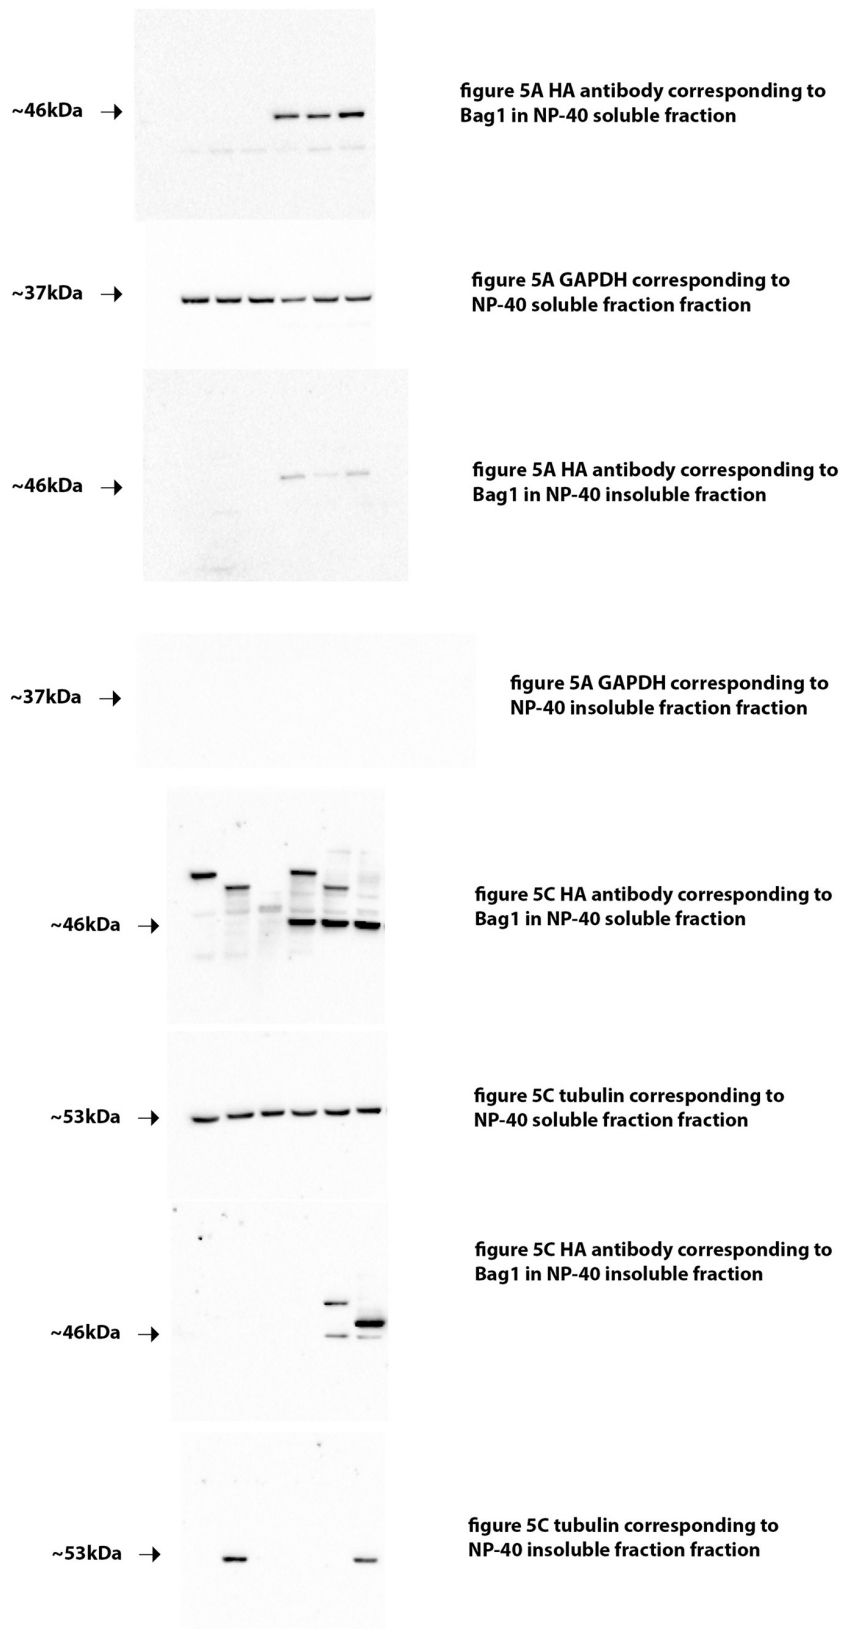 ~46kDa
figure 5A HA antibody corresponding to
Bag1 in NP-40 soluble fraction
~37kDa
figure 5A GAPDH corresponding to
NP-40 soluble fraction fraction
~46kDa
figure 5A HA antibody corresponding to
Bag1 in NP-40 insoluble fraction
~37kDa
figure 5A GAPDH corresponding to
NP-40 insoluble fraction fraction
~46kDa
figure 5C HA antibody corresponding to
Bag1 in NP-40 soluble fraction
~53kDa
figure 5C tubulin corresponding to
NP-40 soluble fraction fraction
figure 5C HA antibody corresponding to
Bag1 in NP-40 insoluble fraction
~46kDa
~53kDa
figure 5C tubulin corresponding to
NP-40 insoluble fraction fraction